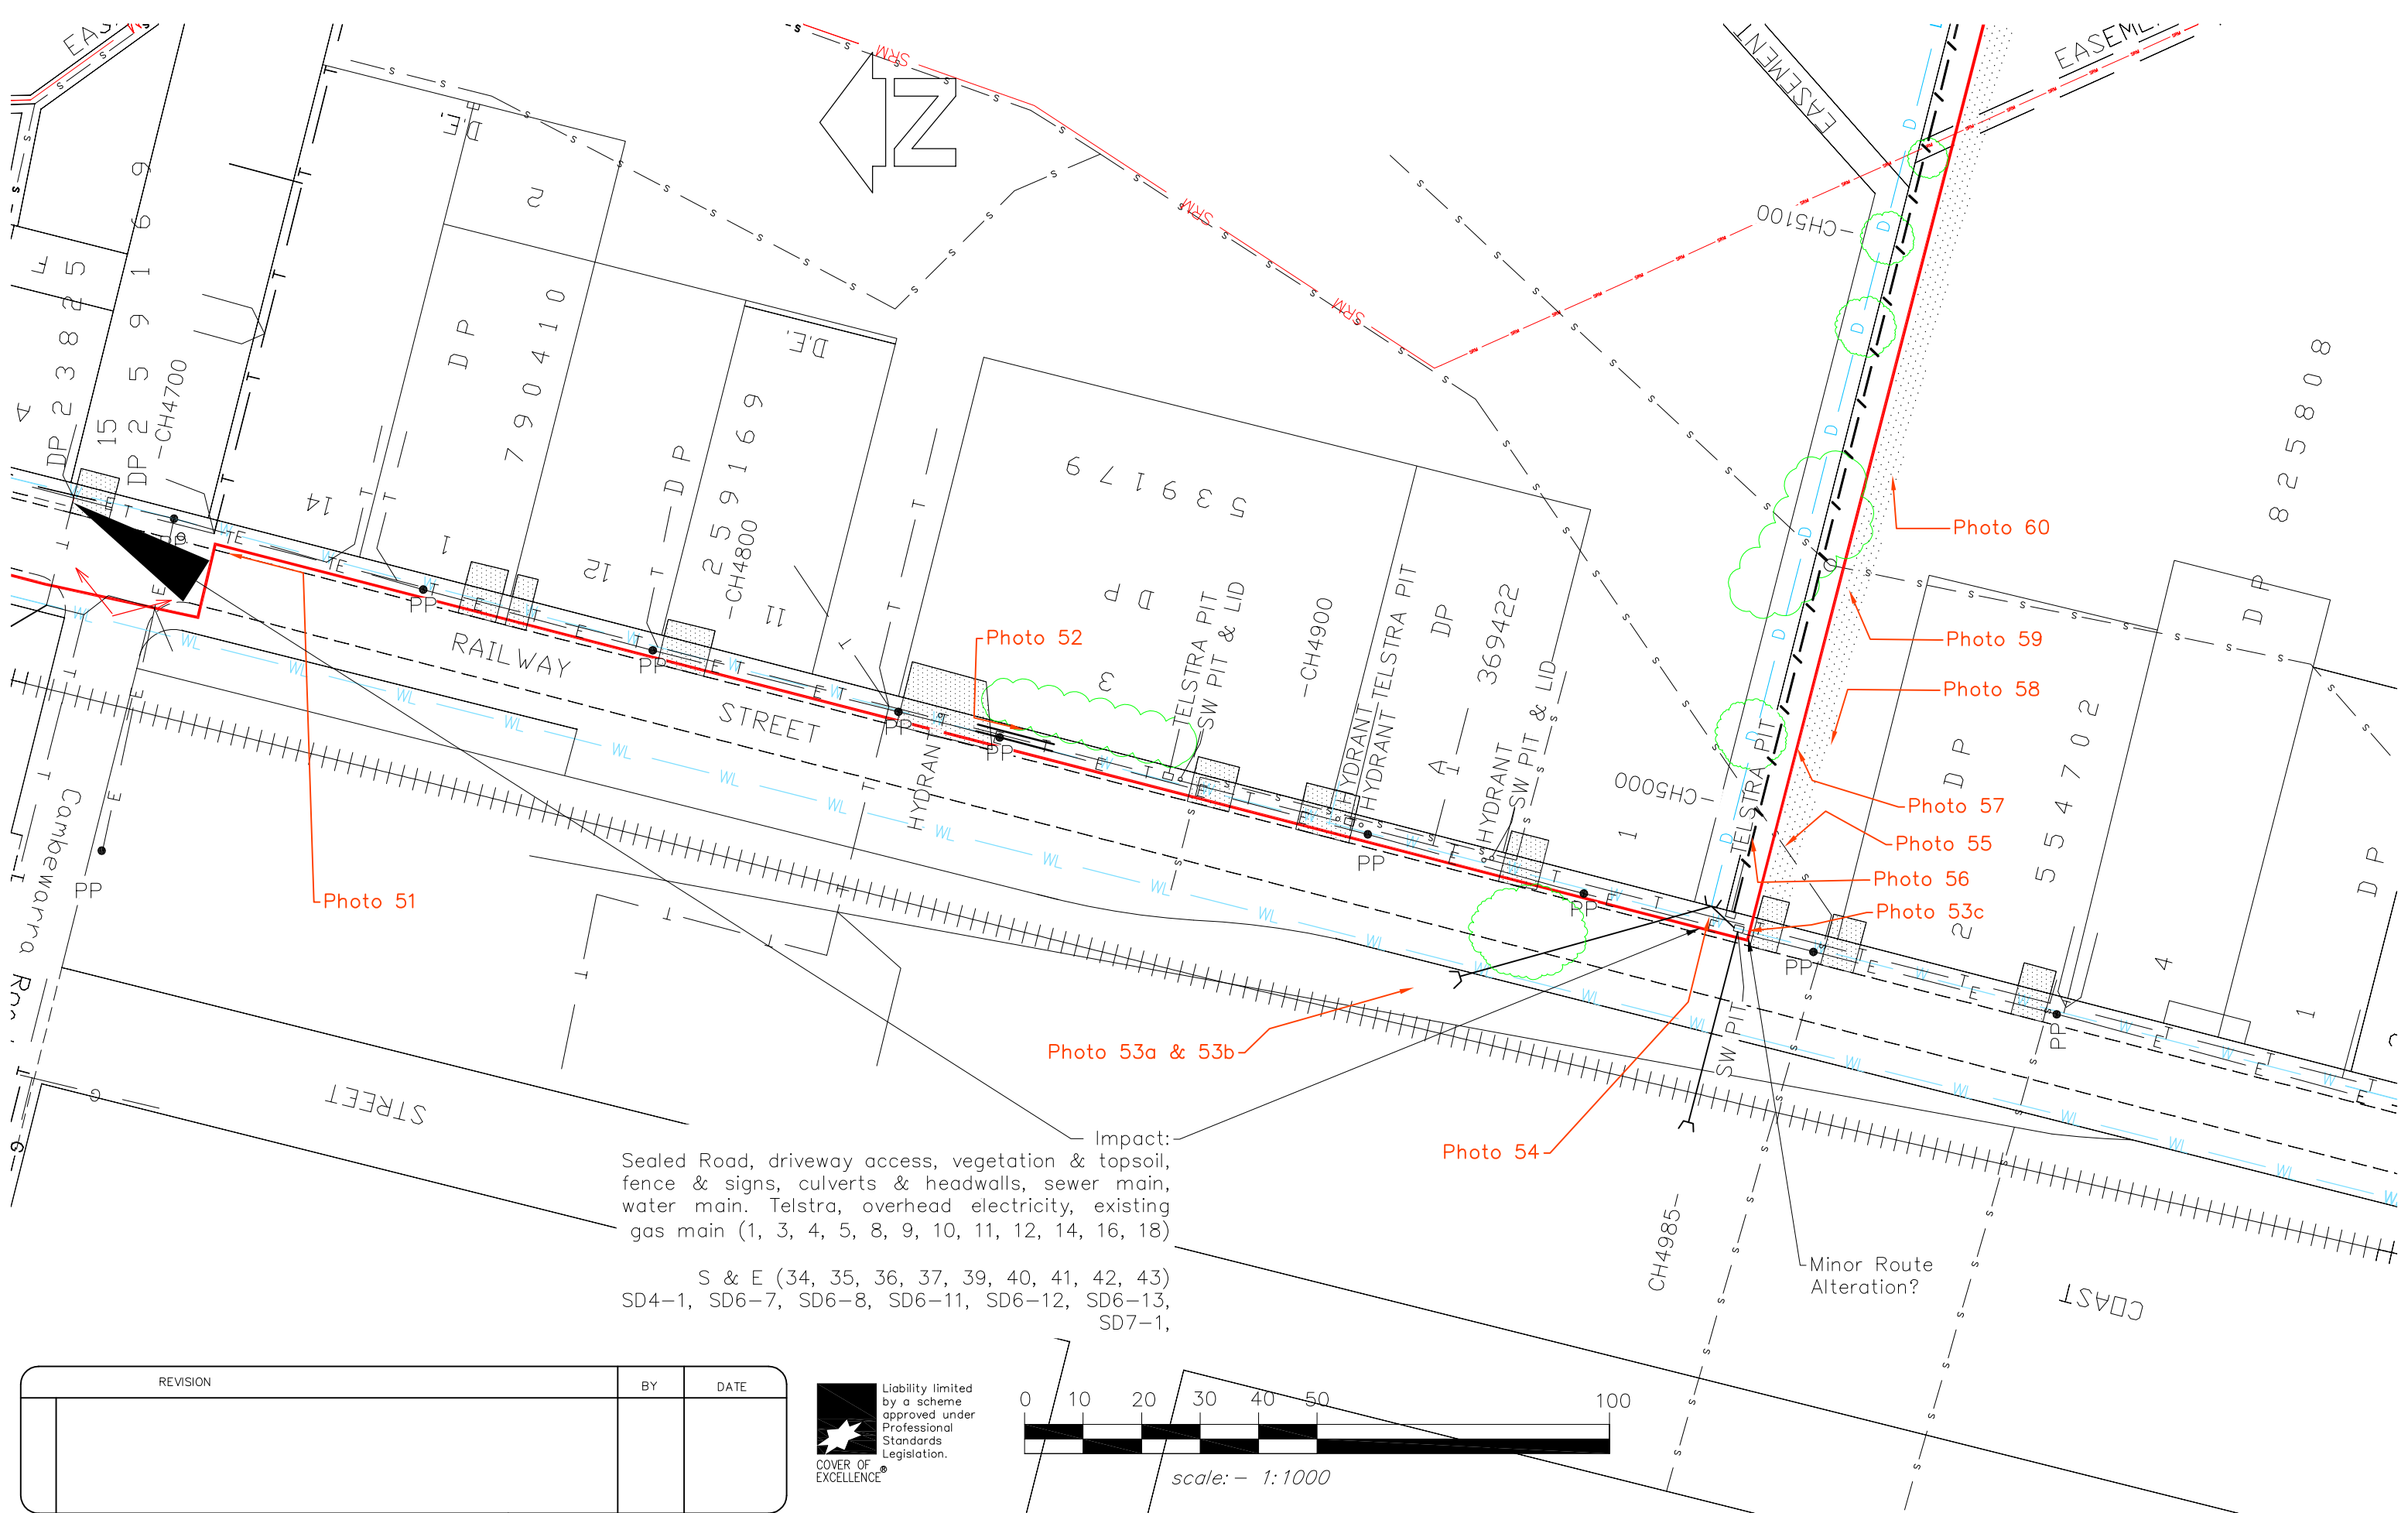 EASEMENT
EASEMENT
SRM
SRM
SRM
N
D.E.
2
DP
790410
D.E.
F
DP 23825
A
15
DP 259169
-CH4700
14
1
12
DP
259169
-CH4800
11
539179
DP
3
TELSTRA PIT
SW PIT & LID
-CH4900
HYDRANT
TELSTRA PIT
HYDRANT
DP
369422
A
HYDRANT
SW PIT & LID
1
-CH5000
-CH5100
TELSTRA PIT
DP
825808
2
DP
554702
4
DP
1
Photo 60
Photo 59
Photo 58
Photo 57
Photo 55
Photo 56
Photo 53c
Photo 52
RAILWAY
STREET
HYDRANT
PP
PP
PP
PP
PP
PP
PP
PP
PP
PP
Photo 51
Cambewarra Road
STREET
Photo 53a & 53b
Photo 54
SW PIT
CH4985-
Minor Route
Alteration?
COAST
Impact:
Sealed Road, driveway access, vegetation & topsoil,
fence & signs, culverts & headwalls, sewer main,
water main. Telstra, overhead electricity, existing
gas main (1, 3, 4, 5, 8, 9, 10, 11, 12, 14, 16, 18)
S & E (34, 35, 36, 37, 39, 40, 41, 42, 43)
SD4-1, SD6-7, SD6-8, SD6-11, SD6-12, SD6-13,
SD7-1,
REVISION BY DATE
Liability limited
by a scheme
approved under
Professional
Standards
Legislation.
COVER OF
EXCELLENCE®
0 10 20 30 40 50 100
scale:- 1:1000